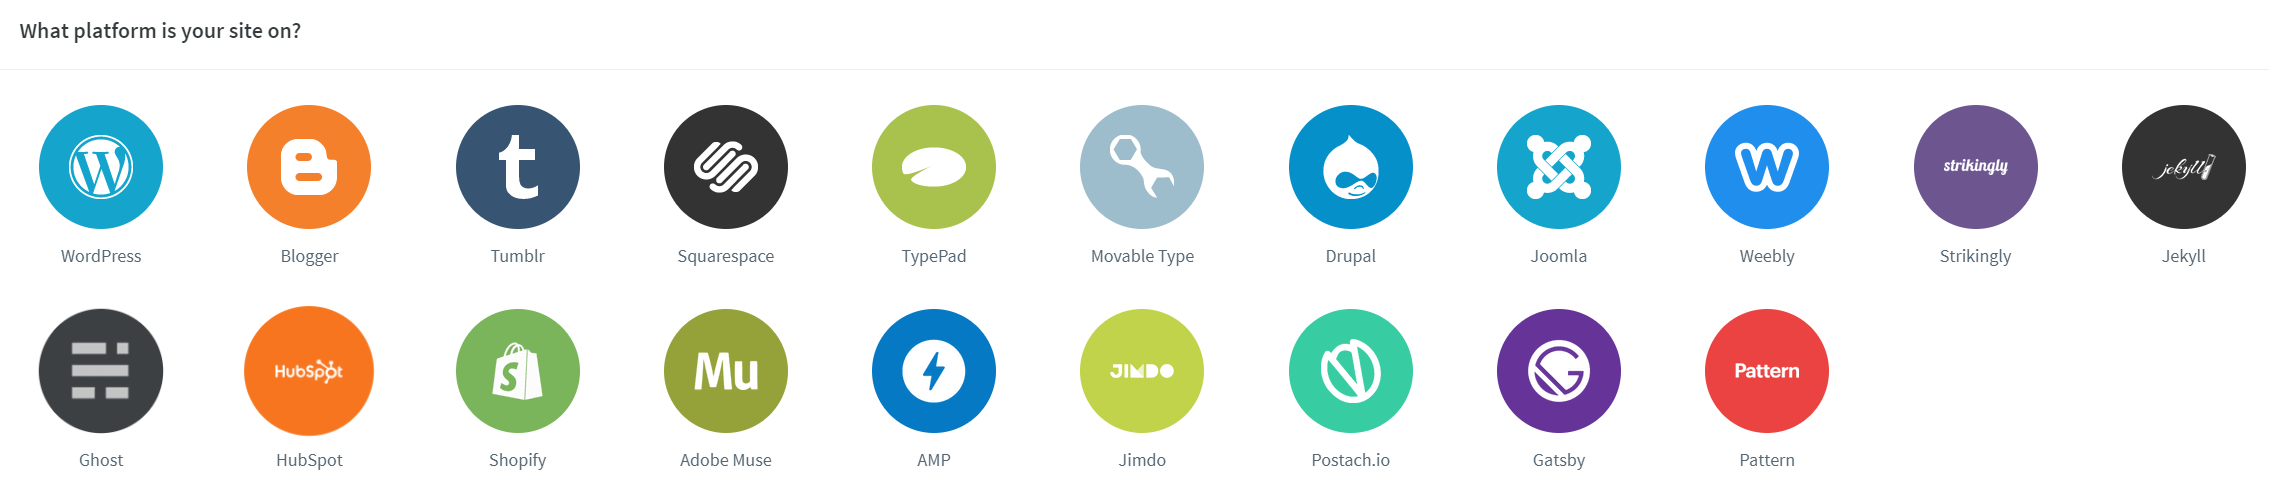 What platform is your site on?
strikingly
jekyll
WordPress Blogger Tumblr Squarespace TypePad Movable Type Drupal Joomla Weebly Strikingly Jekyll
HubSpot Mu JIMDO Pattern
Ghost HubSpot Shopify Adobe Muse AMP Jimdo Postach.io Gatsby Pattern